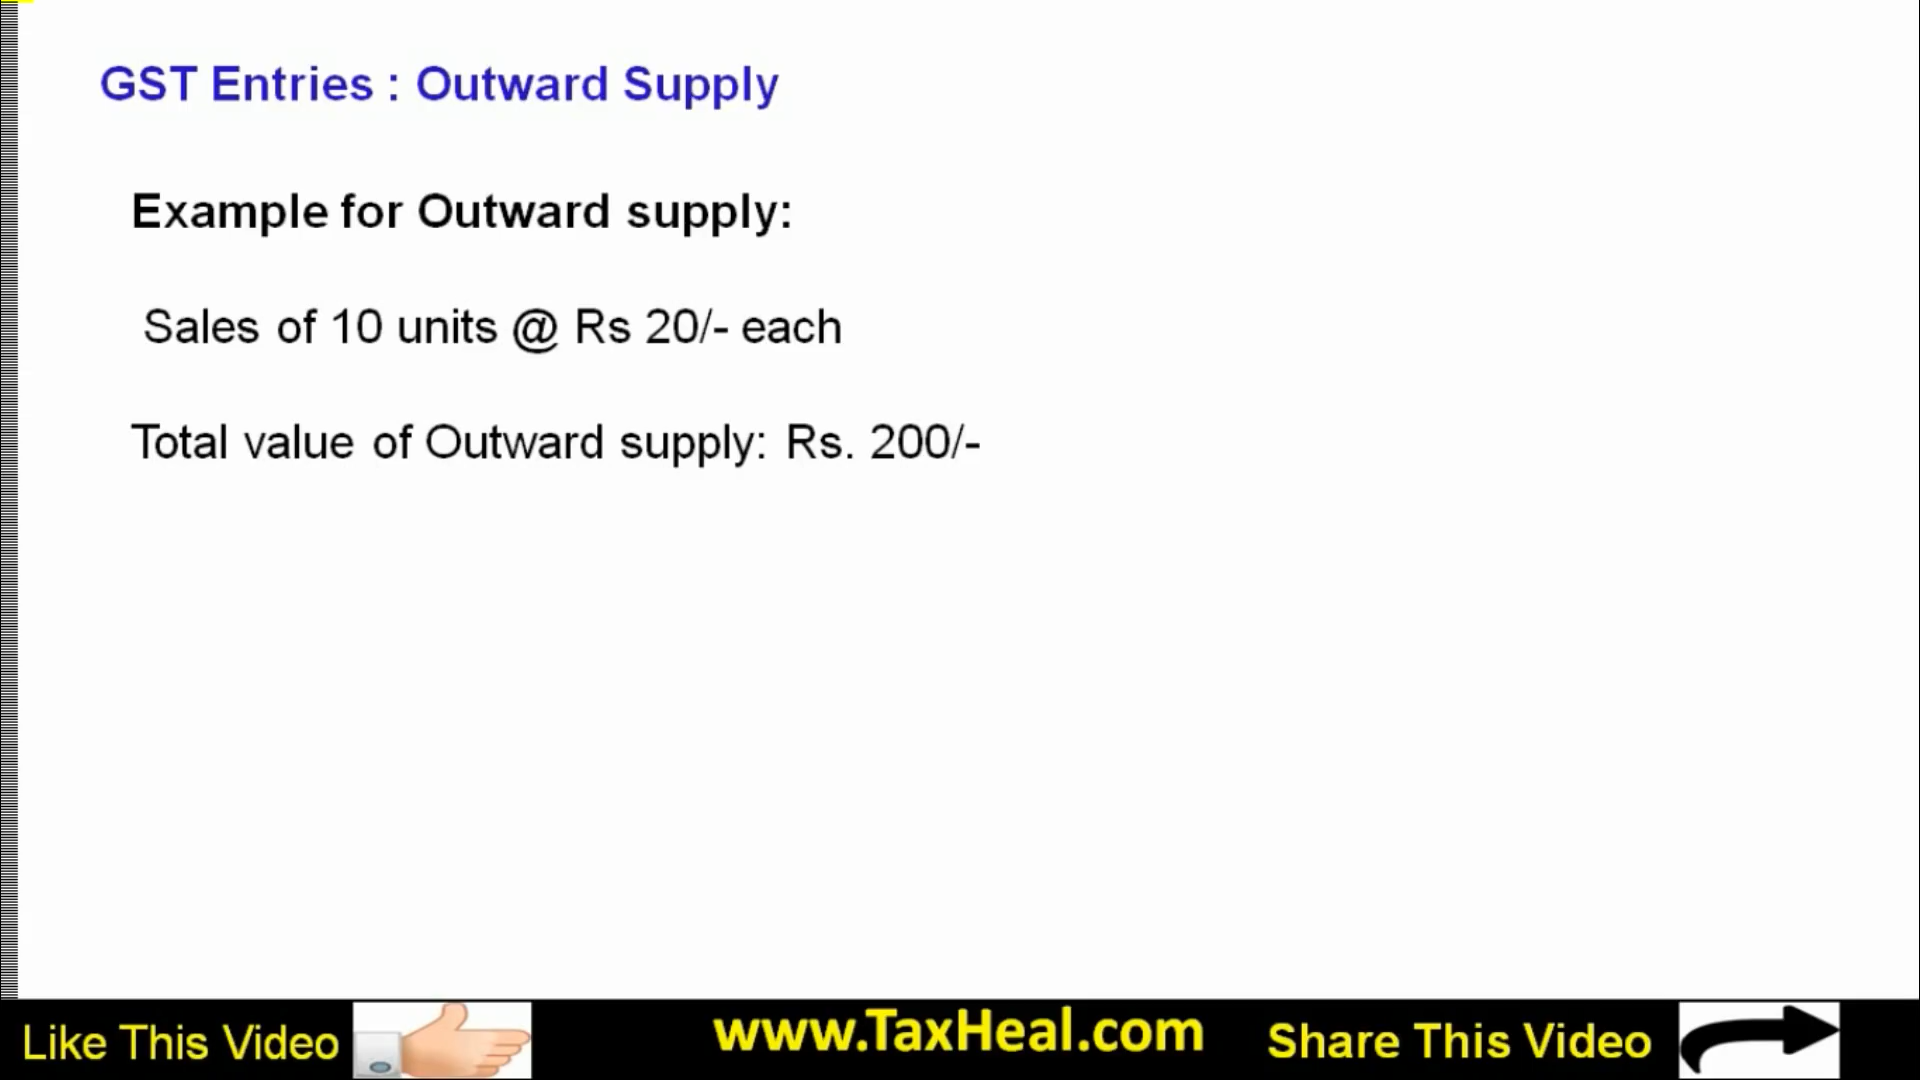 GST Entries : Outward Supply
Example for Outward supply:
Sales of 10 units @ Rs 20/- each
Total value of Outward supply: Rs. 200/-
Like This Video
www.TaxHeal.com
Share This Video